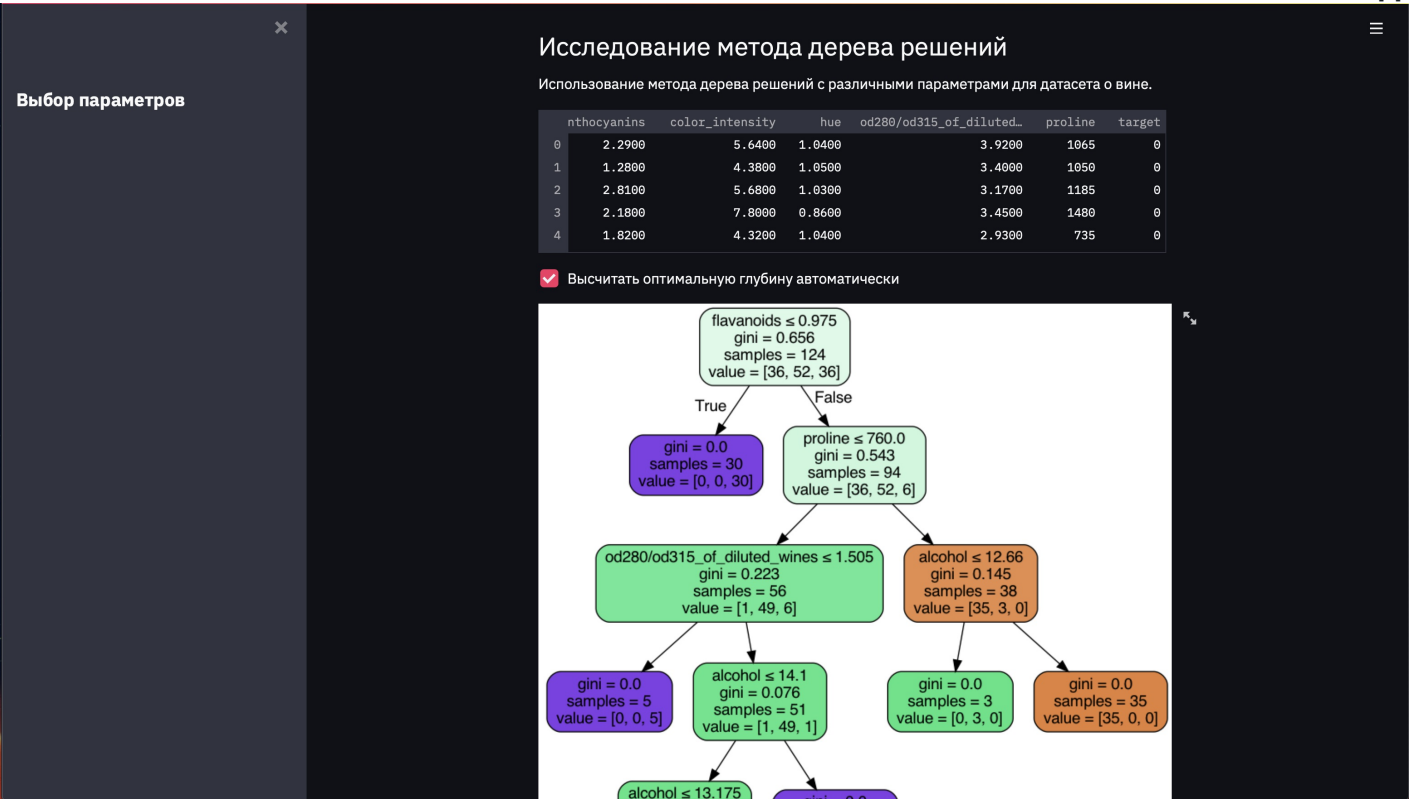 Исследование метода дерева решений
Выбор параметров
Использование метода дерева решений с различными параметрами для датасета о вине.
nthocyanins color_intensity hue od280/od315_of_diluted… proline target
0 2.2900 5.6400 1.0400 3.9200 1065 0
1 1.2800 4.3800 1.0500 3.4000 1050 0
2 2.8100 5.6800 1.0300 3.1700 1185 0
3 2.1800 7.8000 0.8600 3.4500 1480 0
4 1.8200 4.3200 1.0400 2.9300 735 0
Высчитать оптимальную глубину автоматически
flavanoids ≤ 0.975
gini = 0.656
samples = 124
value = [36, 52, 36]
True
False
gini = 0.0
samples = 30
value = [0, 0, 30]
proline ≤ 760.0
gini = 0.543
samples = 94
value = [36, 52, 6]
od280/od315_of_diluted_wines ≤ 1.505
gini = 0.223
samples = 56
value = [1, 49, 6]
alcohol ≤ 12.66
gini = 0.145
samples = 38
value = [35, 3, 0]
gini = 0.0
samples = 5
value = [0, 0, 5]
alcohol ≤ 14.1
gini = 0.076
samples = 51
value = [1, 49, 1]
gini = 0.0
samples = 3
value = [0, 3, 0]
gini = 0.0
samples = 35
value = [35, 0, 0]
alcohol ≤ 13.175